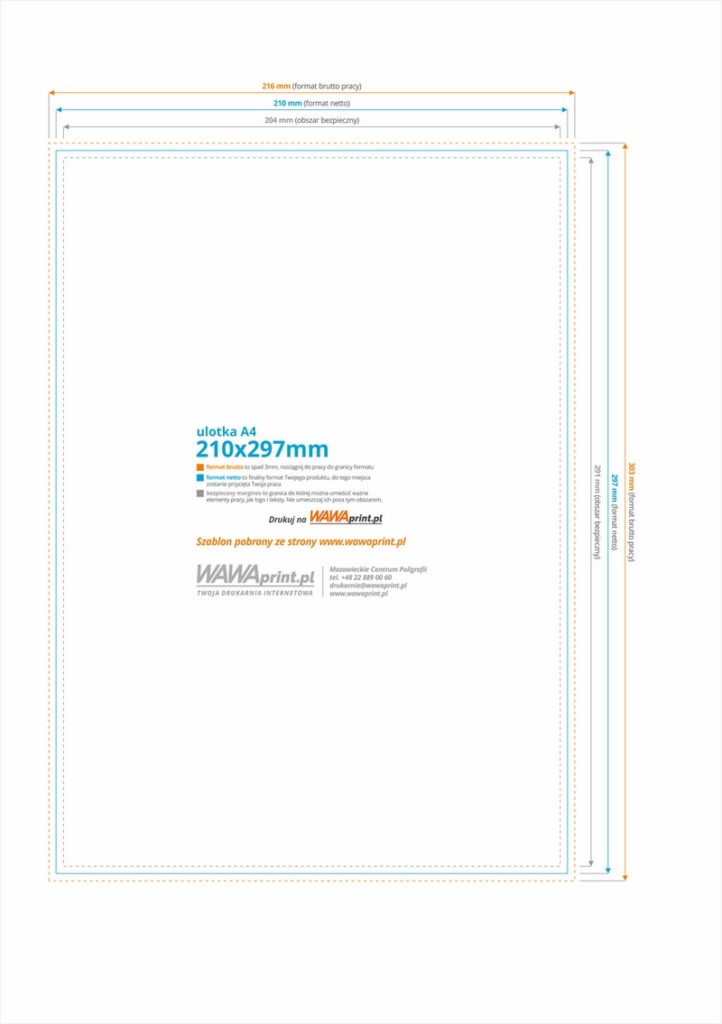 216 mm (format brutto pracy)
210 mm (format netto)
204 mm (obszar bezpieczny)
ulotka A4
210x297mm
format brutto to spad 3mm, rozciągnij tło pracy do granicy formatu
format netto to finalny format Twojego produktu, do tego miejsca
zostanie przycięta Twoja praca
bezpieczny margines to granica do której można umieścić ważne
elementy pracy, jak logo i teksty. Nie umieszczaj ich poza tym obszarem.
Drukuj na WAWAprint.pl
Szablon pobrany ze strony www.wawaprint.pl
WAWAprint.pl
TWOJA DRUKARNIA INTERNETOWA
Mazowieckie Centrum Poligrafii
tel. +48 22 889 00 60
drukarnia@wawaprint.pl
www.wawaprint.pl
291 mm (obszar bezpieczny)
297 mm (format netto)
303 mm (format brutto pracy)